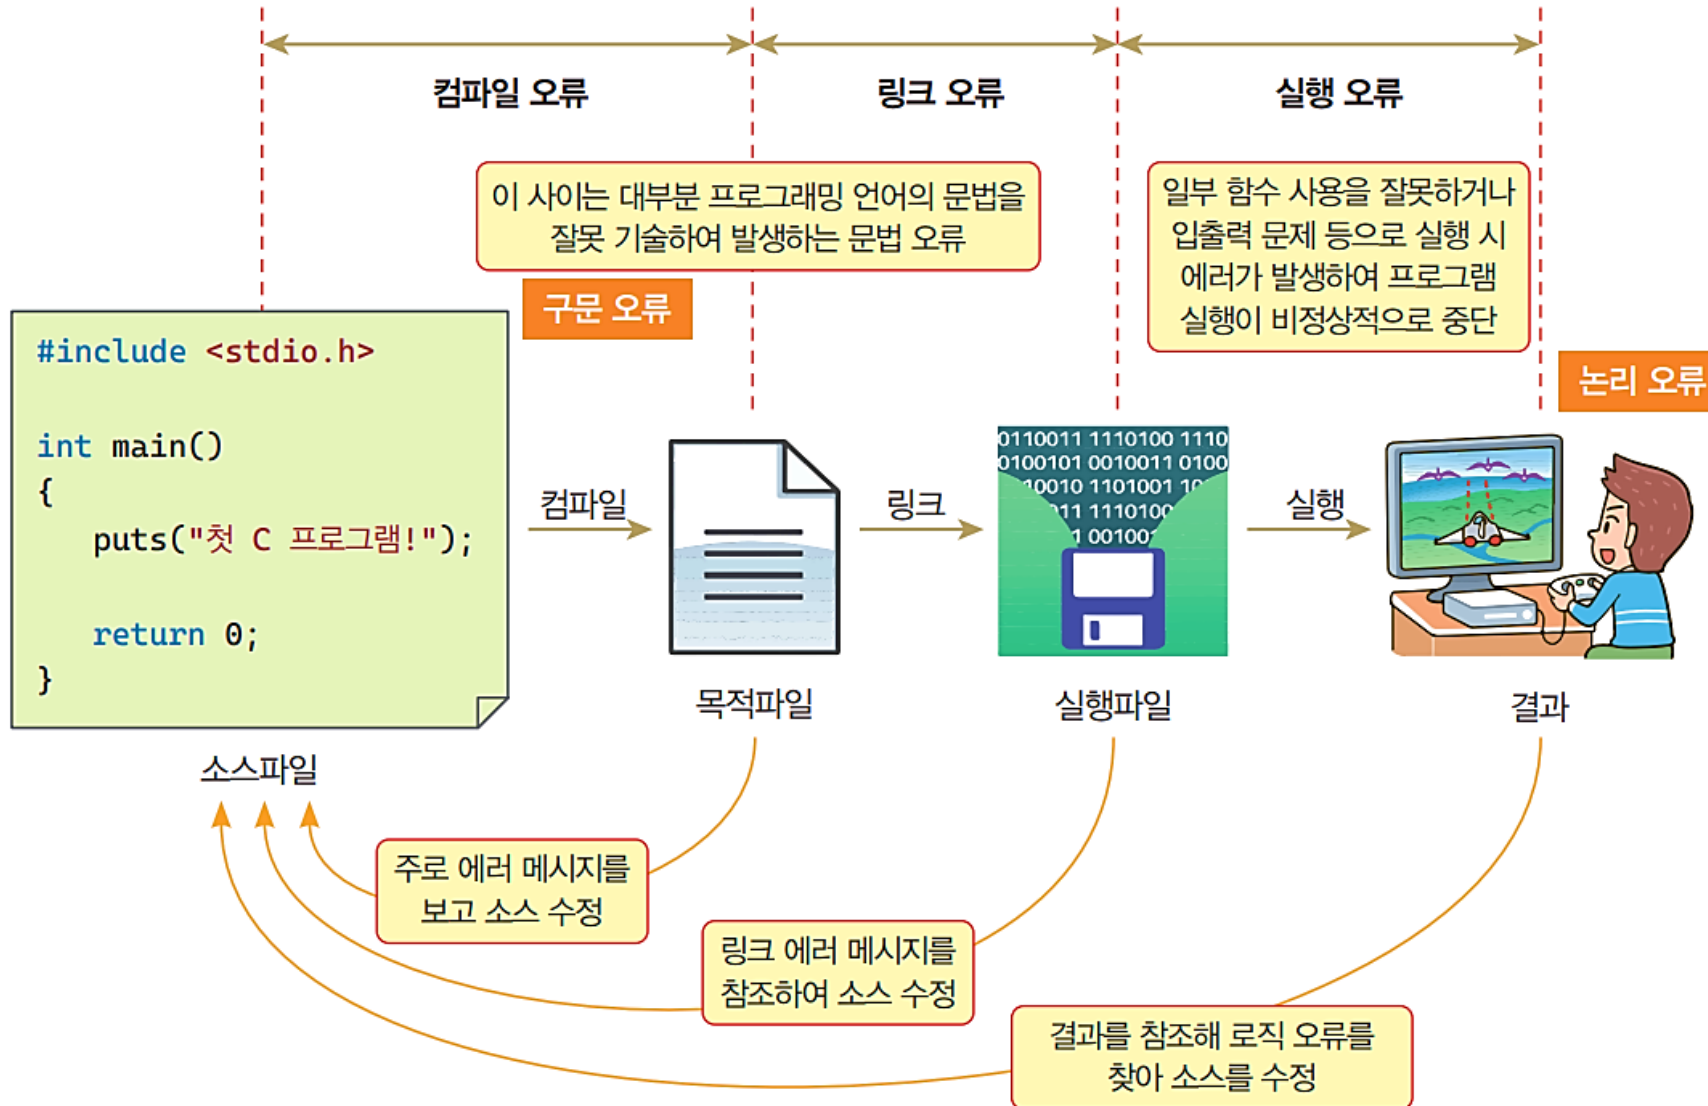 컴파일 오류
링크 오류
실행 오류
이 사이는 대부분 프로그래밍 언어의 문법을
잘못 기술하여 발생하는 문법 오류
일부 함수 사용을 잘못하거나
입출력 문제 등으로 실행 시
에러가 발생하여 프로그램
실행이 비정상적으로 중단
구문 오류
논리 오류
#include <stdio.h>
int main()
{
puts("첫 C 프로그램!");
return 0;
}
소스파일
컴파일
목적파일
링크
0110011 1110100 1110
0100101 0010011 0100
10010 1101001 10
011 1110100
1 00100
실행파일
실행
결과
주로 에러 메시지를
보고 소스 수정
링크 에러 메시지를
참조하여 소스 수정
결과를 참조해 로직 오류를
찾아 소스를 수정